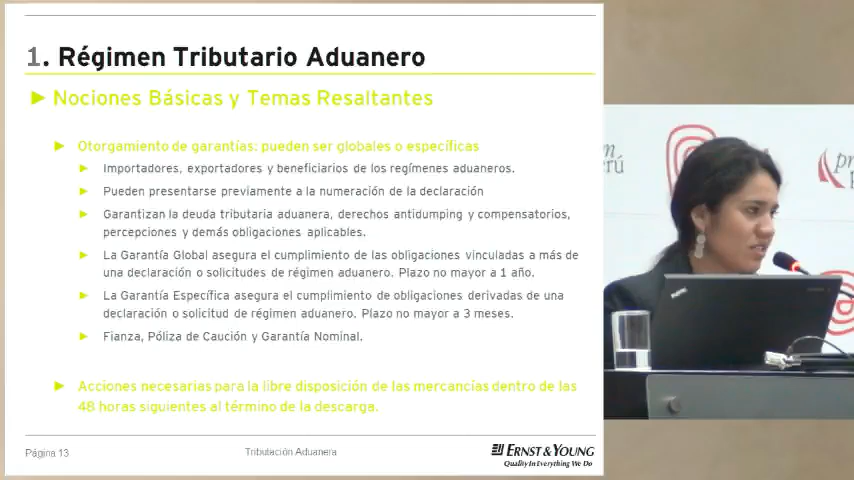 1. Régimen Tributario Aduanero
► Nociones Básicas y Temas Resaltantes
► Otorgamiento de garantías: pueden ser globales o específicas
► Importadores, exportadores y beneficiarios de los regímenes aduaneros.
► Pueden presentarse previamente a la numeración de la declaración
► Garantizan la deuda tributaria aduanera, derechos antidumping y compensatorios,
percepciones y demás obligaciones aplicables.
► La Garantía Global asegura el cumplimiento de las obligaciones vinculadas a más de
una declaración o solicitudes de régimen aduanero. Plazo no mayor a 1 año.
► La Garantía Específica asegura el cumplimiento de obligaciones derivadas de una
declaración o solicitud de régimen aduanero. Plazo no mayor a 3 meses.
► Fianza, Póliza de Caución y Garantía Nominal.
► Acciones necesarias para la libre disposición de las mercancías dentro de las
48 horas siguientes al término de la descarga.
Página 13
Tributación Aduanera
ERNST & YOUNG
Quality In Everything We Do